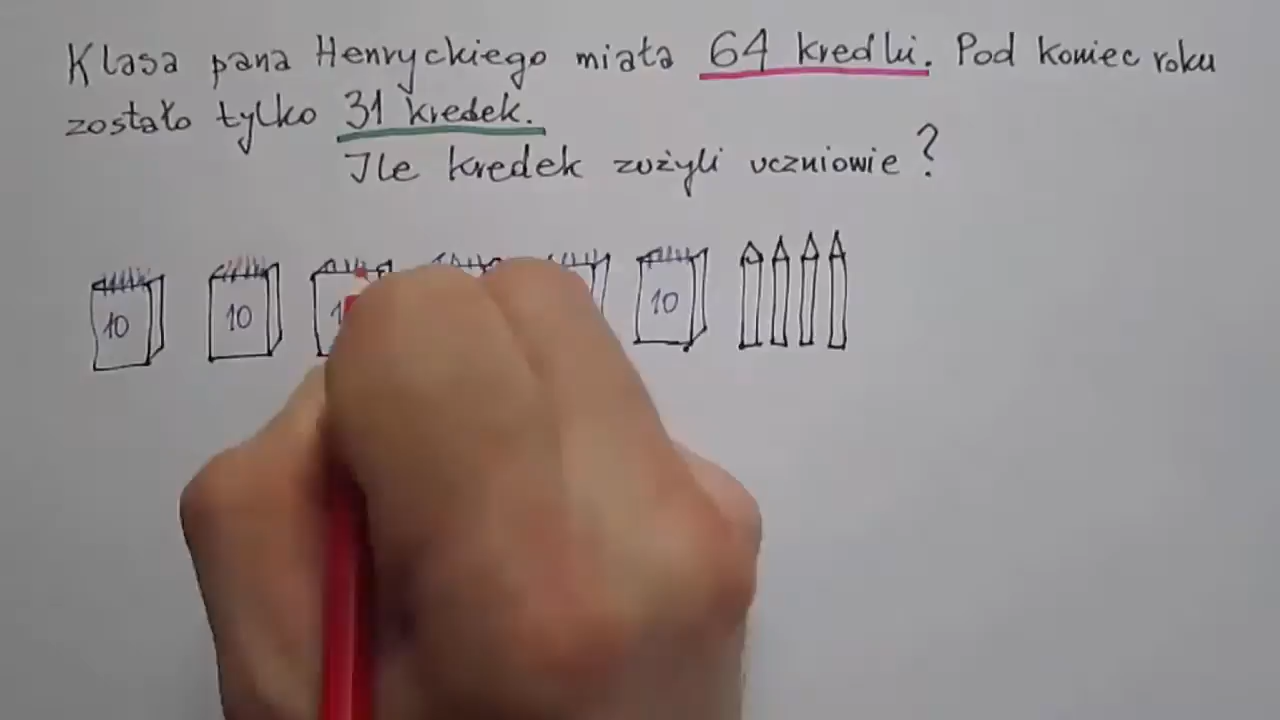 Klasa pana Henryckiego miała 64 kredki. Pod koniec roku
zostało tylko 31 kredek.
Ile kredek zużyli uczniowie?
10 10 10